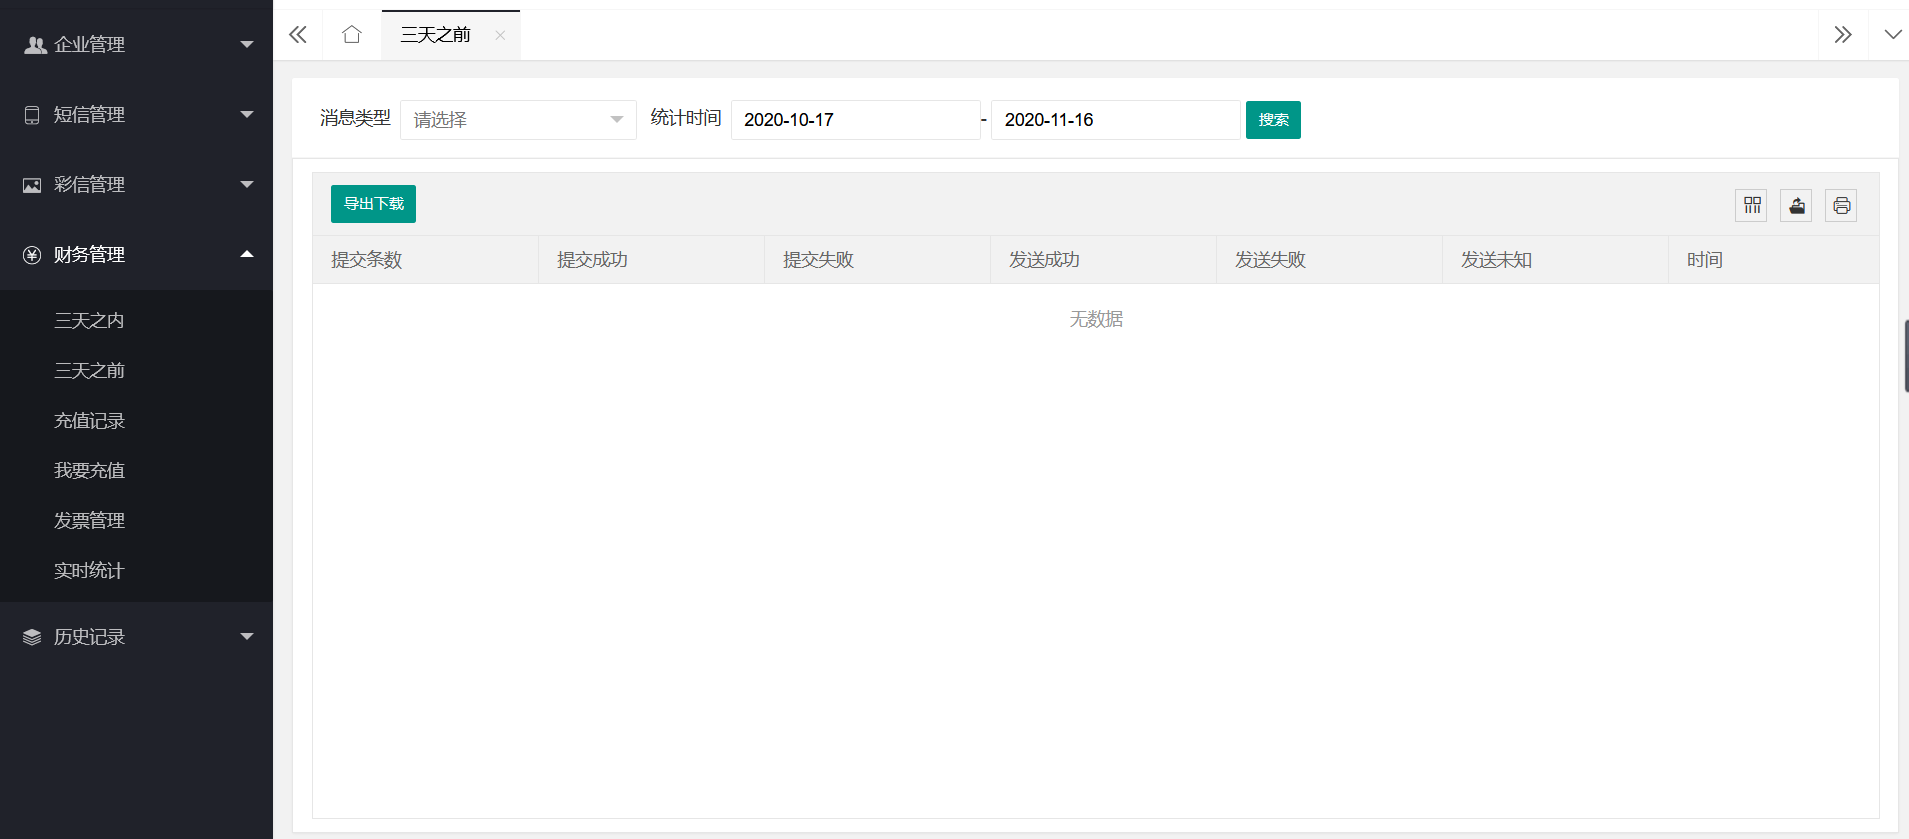 企业管理
短信管理
彩信管理
财务管理
三天之内
三天之前
充值记录
我要充值
发票管理
实时统计
历史记录
三天之前
消息类型 请选择 统计时间 2020-10-17 - 2020-11-16 搜索
导出下载
提交条数 提交成功 提交失败 发送成功 发送失败 发送未知 时间
无数据